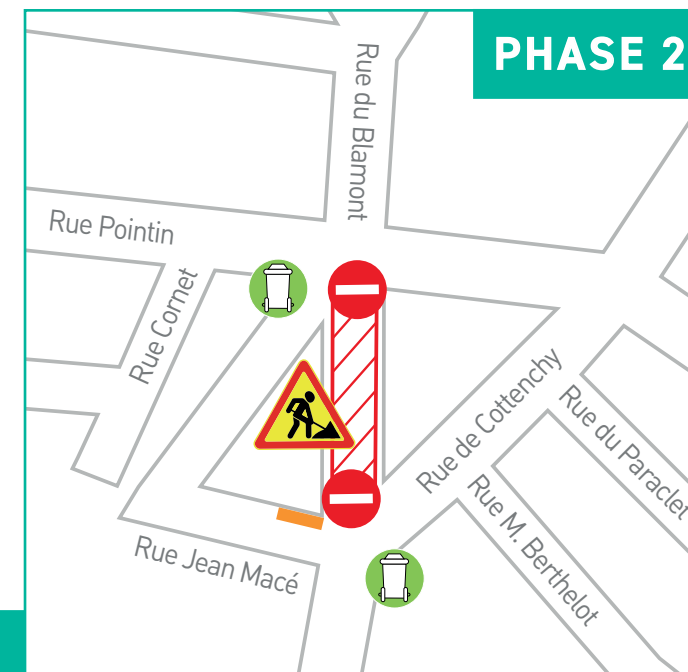 PHASE 2
Rue du Blamont
Rue Pointin
Rue Cornet
Rue de Cottenchy
Rue du Paraclet
Rue M. Berthelot
Rue Jean Macé